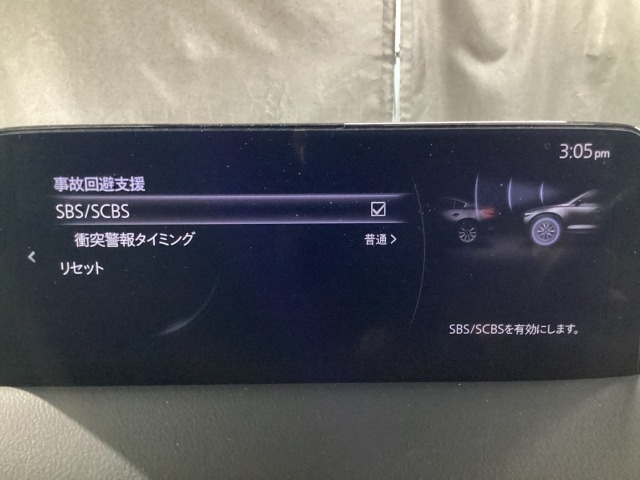 3:05pm
事故回避支援
SBS/SCBS
衝突警報タイミング 普通
リセット
SBS/SCBSを有効にします。